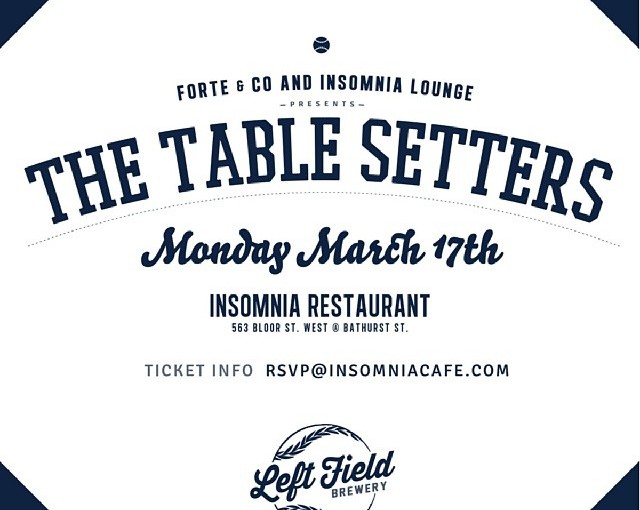 FORTE & CO AND INSOMNIA LOUNGE
–PRESENTS–
THE TABLE SETTERS
Monday March 17th
INSOMNIA RESTAURANT
563 BLOOR ST. WEST @ BATHURST ST.
TICKET INFO RSVP@INSOMNIACAFE.COM
Left Field
BREWERY